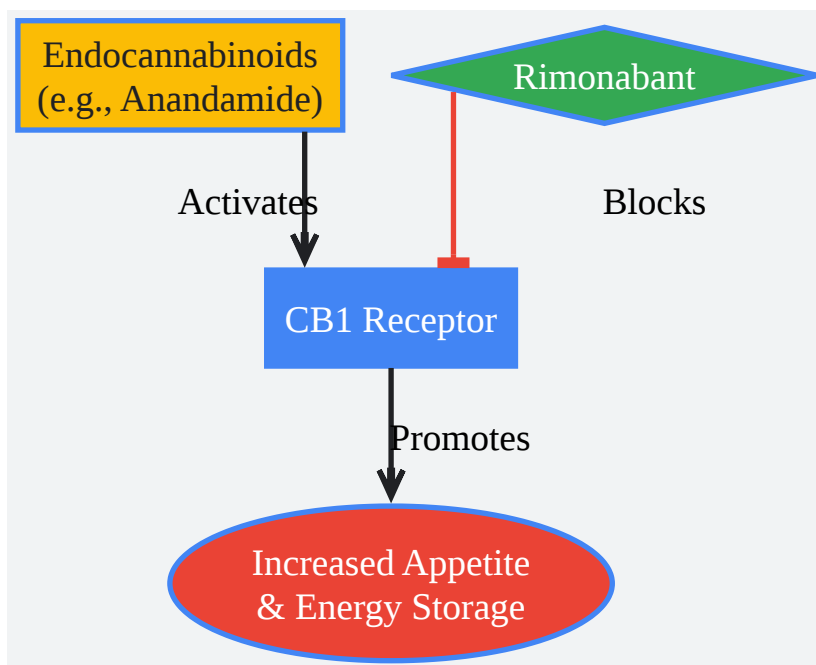 Endocannabinoids
(e.g., Anandamide)
Rimonabant
Activates
Blocks
CB1 Receptor
Promotes
Increased Appetite
& Energy Storage